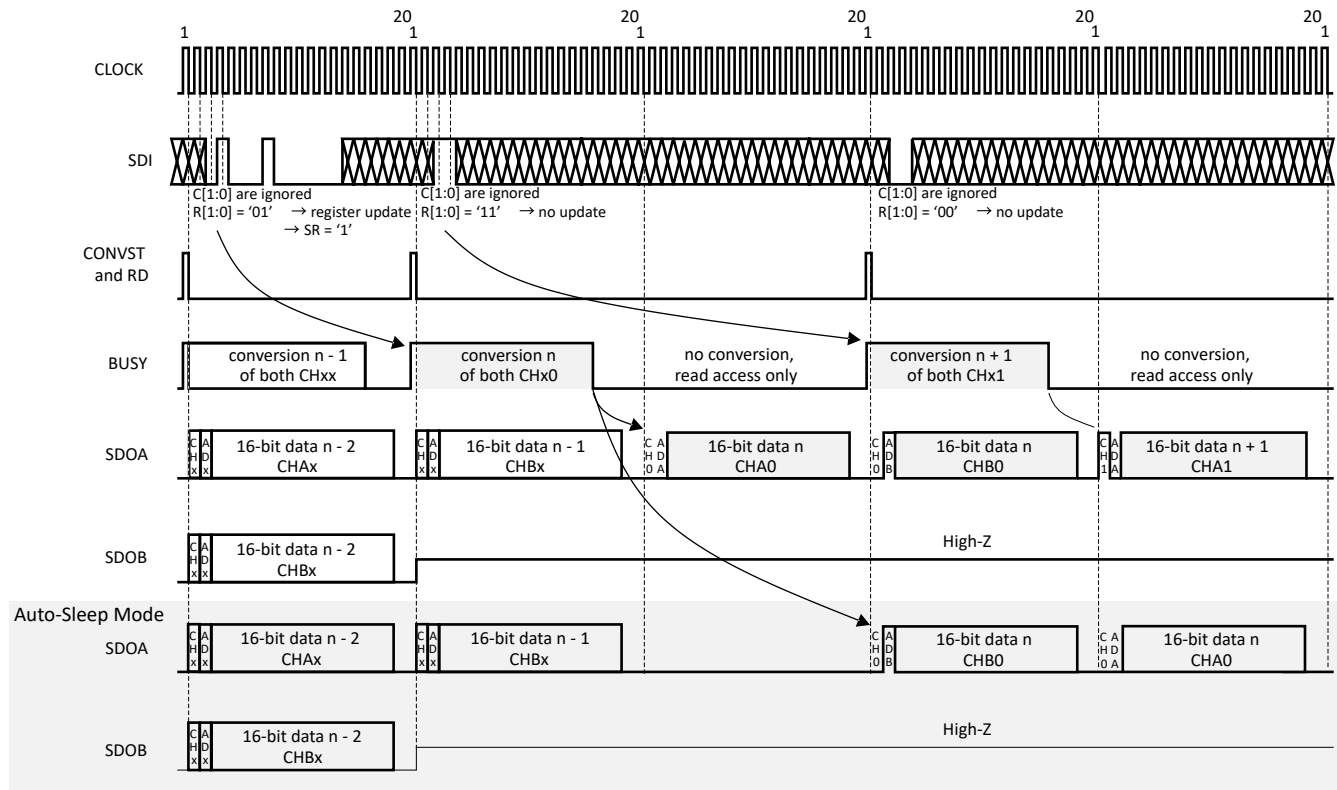 20 20 20 20 20
1 1 1 1 1
CLOCK
SDI
C[1:0] are ignored
R[1:0] = ‘01’ → register update
→ SR = ‘1’
C[1:0] are ignored
R[1:0] = ‘11’ → no update
C[1:0] are ignored
R[1:0] = ‘00’ → no update
CONVST
and RD
BUSY
conversion n - 1
of both CHxx
conversion n
of both CHx0
no conversion,
read access only
conversion n + 1
of both CHx1
no conversion,
read access only
SDOA
CHx
ADx
16-bit data n - 2
CHAx
CHx
ADx
16-bit data n - 1
CHBx
CH0
ADA
16-bit data n
CHA0
CH0
ADB
16-bit data n
CHB0
CH1
ADA
16-bit data n + 1
CHA1
SDOB
CHx
ADx
16-bit data n - 2
CHBx
High-Z
Auto-Sleep Mode
SDOA
CHx
ADx
16-bit data n - 2
CHAx
CHx
ADx
16-bit data n - 1
CHBx
CH0
ADB
16-bit data n
CHB0
CH0
ADA
16-bit data n
CHA0
SDOB
CHx
ADx
16-bit data n - 2
CHBx
High-Z